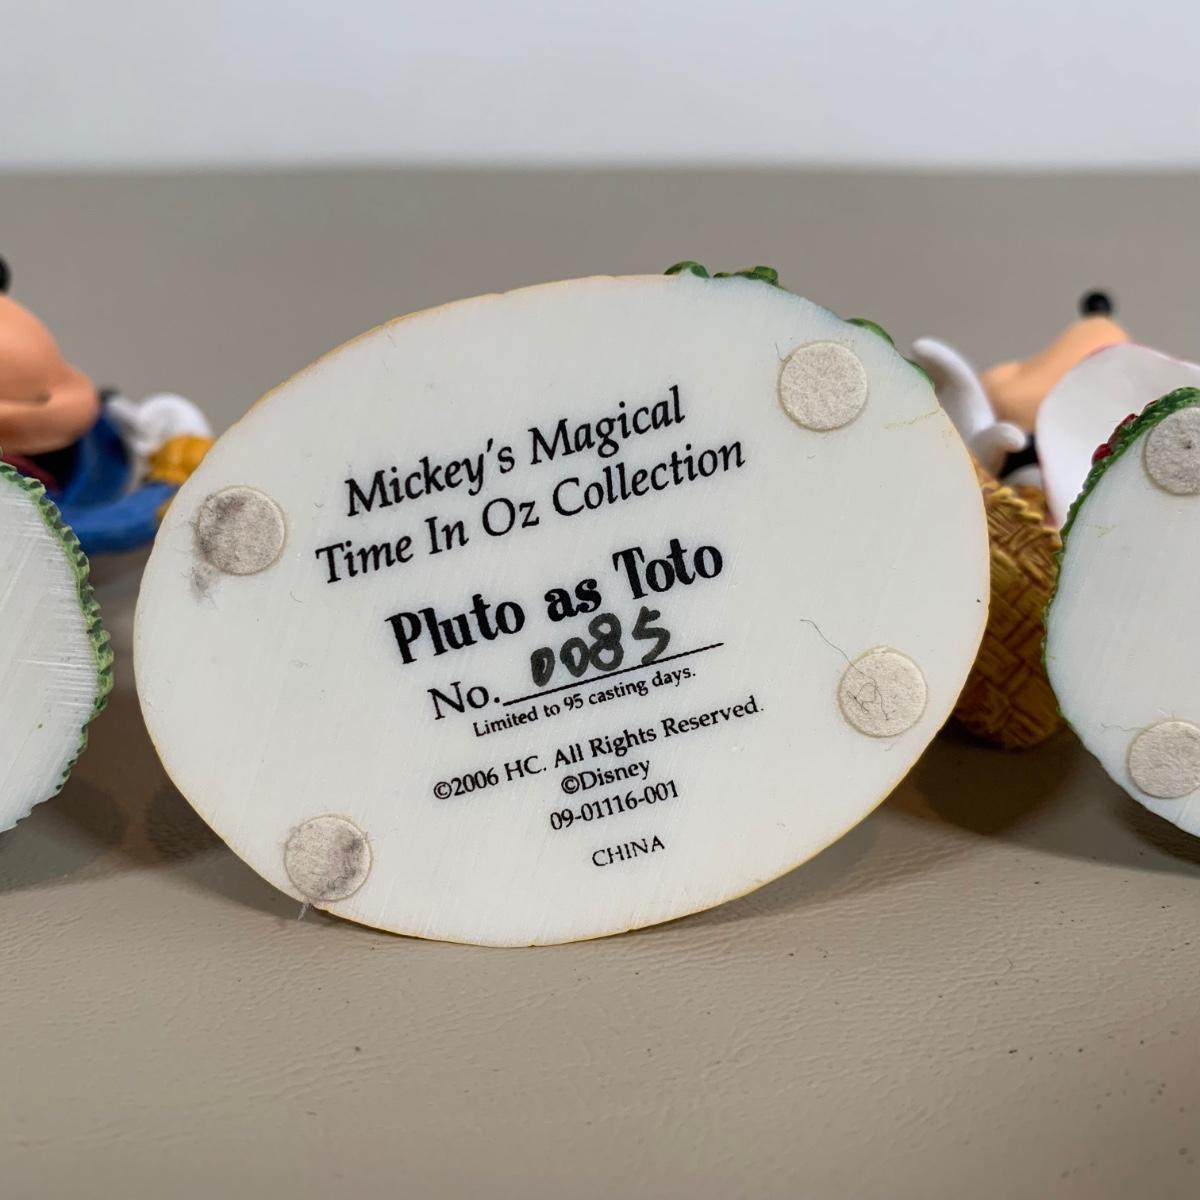 Mickey's Magical
Time In Oz Collection
Pluto as Toto
No. 0085
Limited to 95 casting days.
©2006 HC. All Rights Reserved.
©Disney
09-01116-001
CHINA